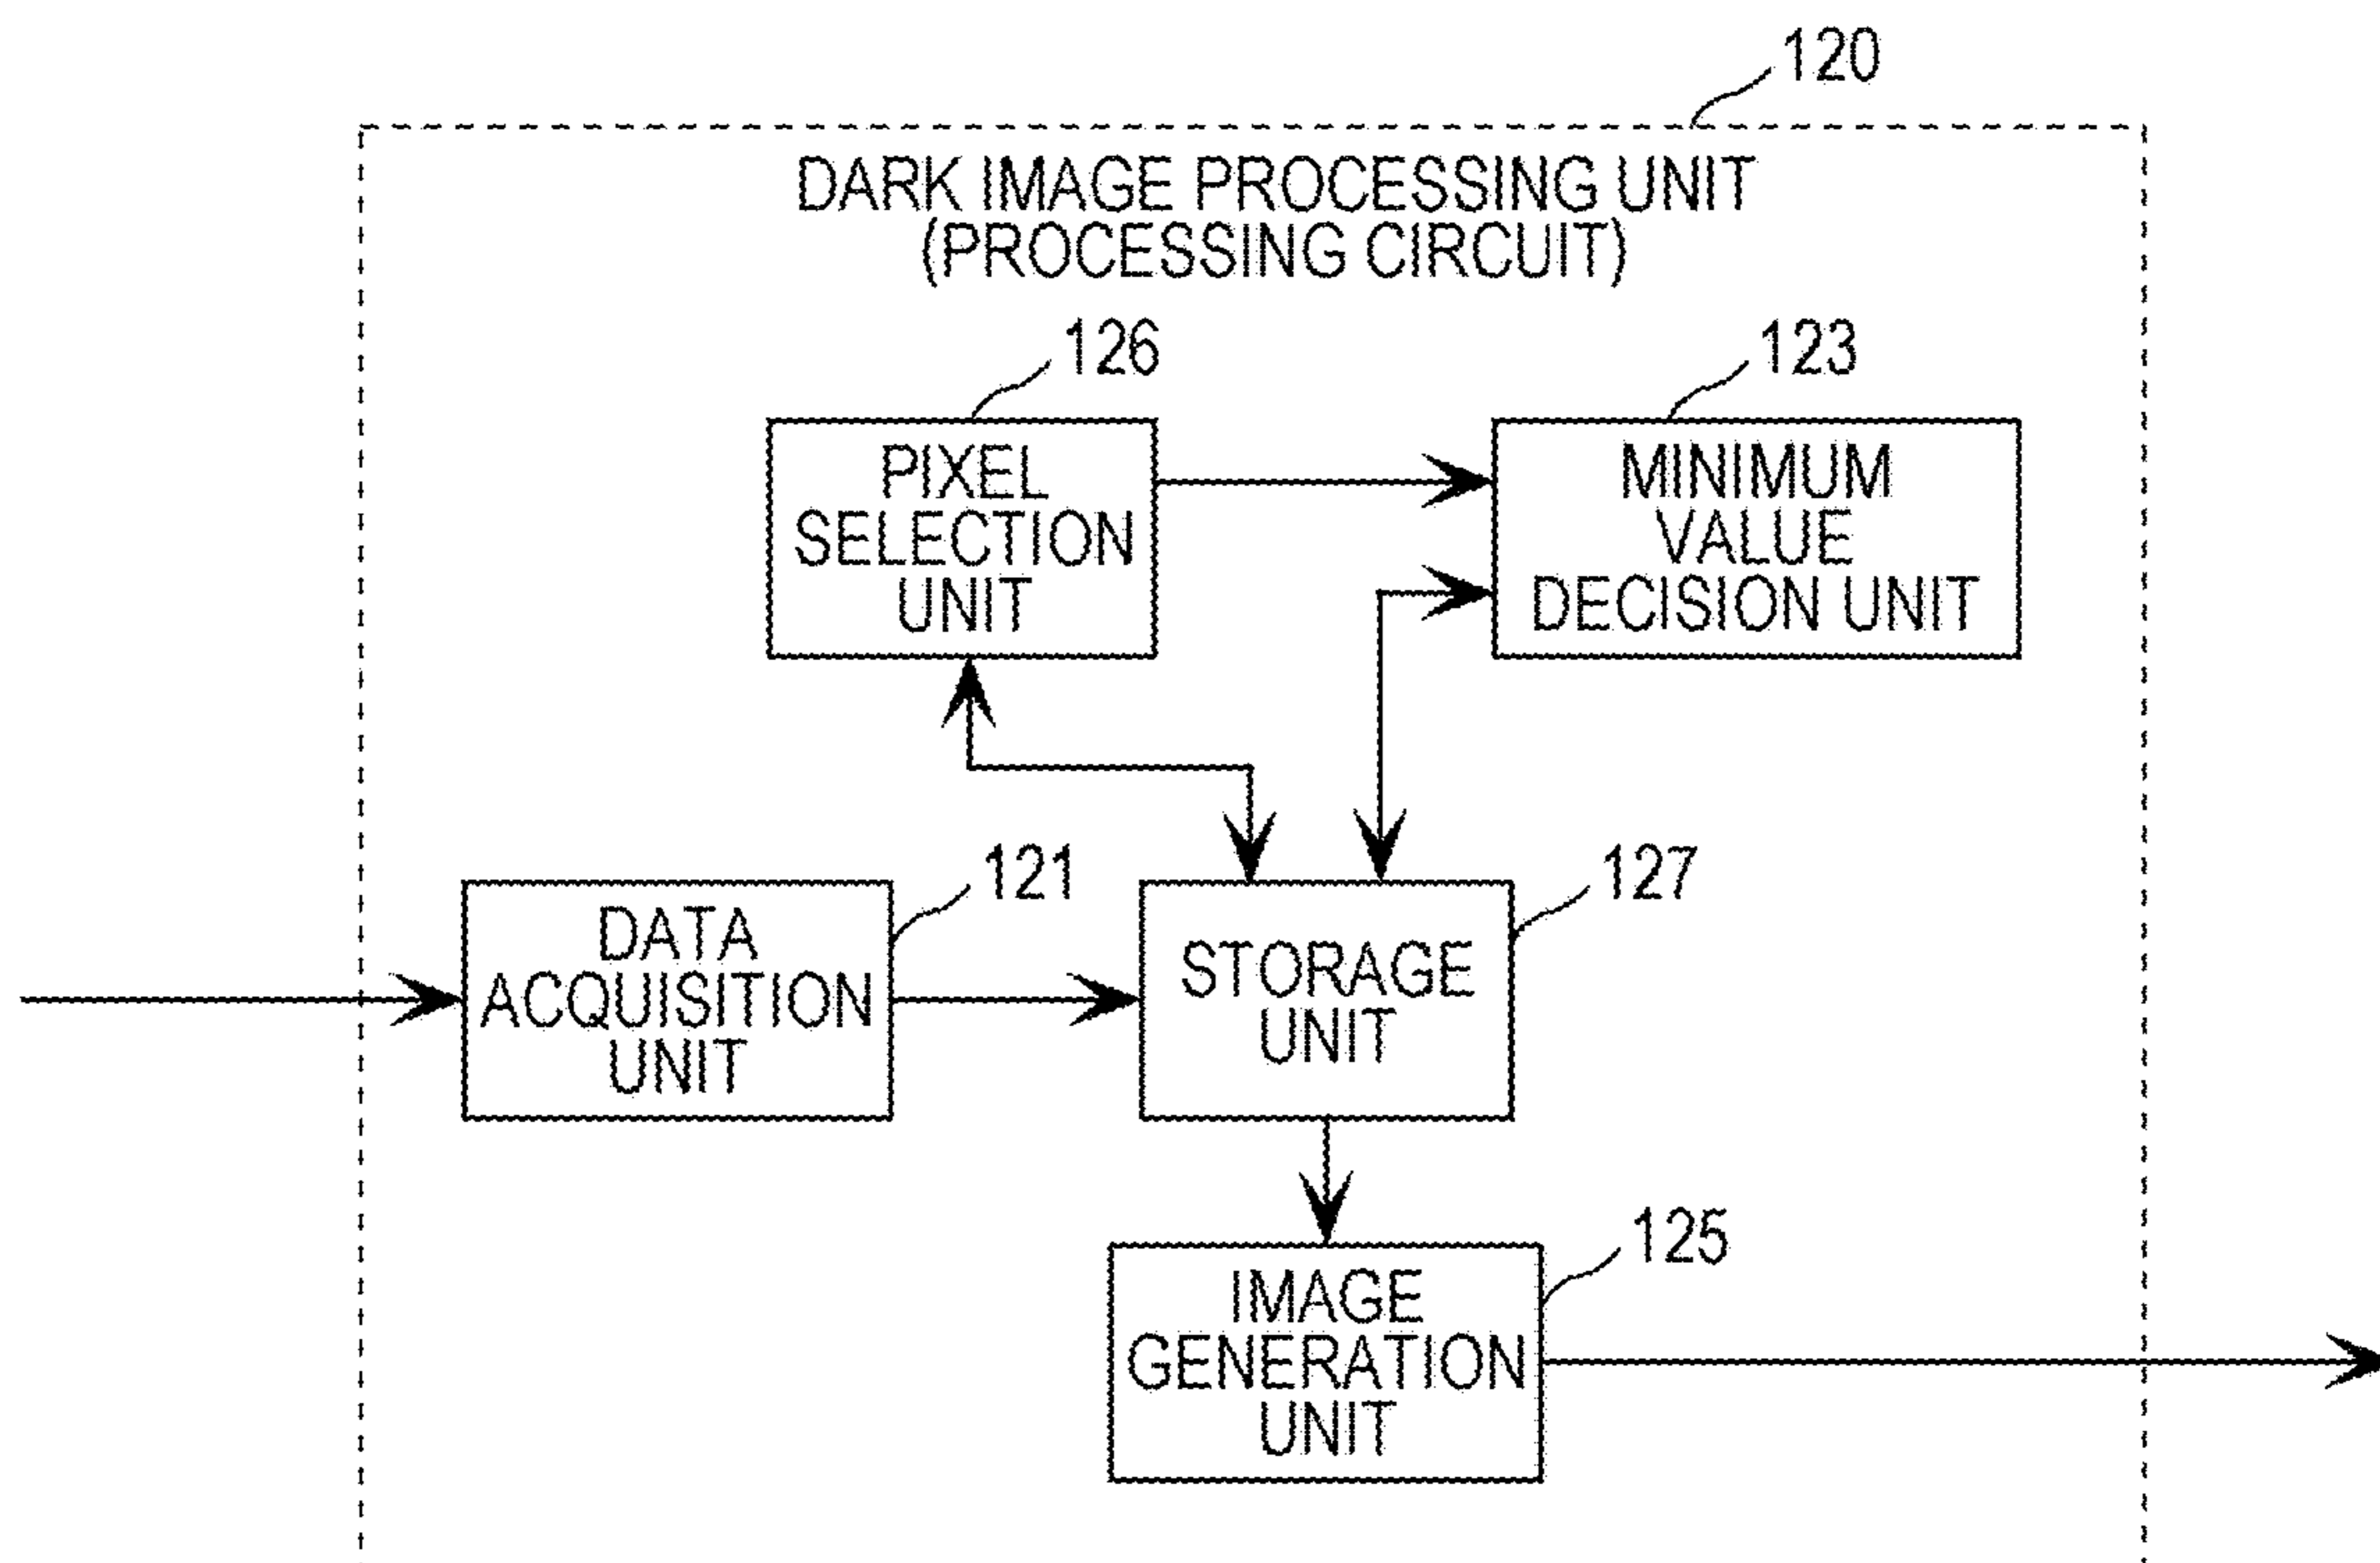 120
DARK IMAGE PROCESSING UNIT
(PROCESSING CIRCUIT)
126
PIXEL
SELECTION
UNIT
123
MINIMUM
VALUE
DECISION UNIT
121
DATA
ACQUISITION
UNIT
127
STORAGE
UNIT
125
IMAGE
GENERATION
UNIT